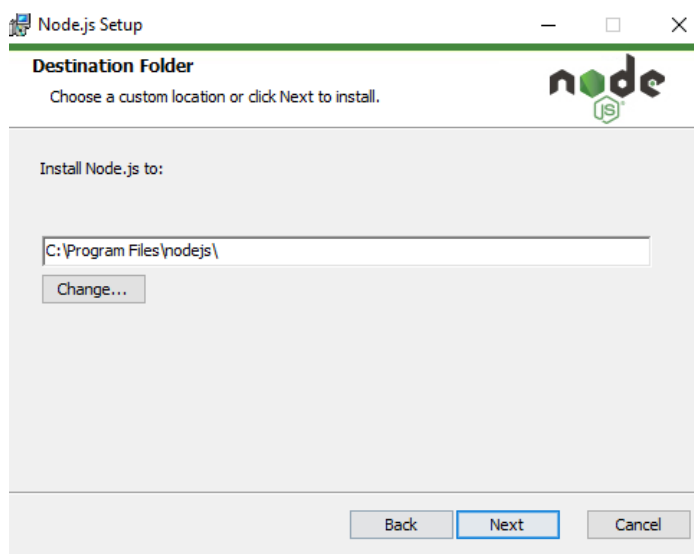 Node.js Setup
Destination Folder
Choose a custom location or click Next to install.
node
JS
Install Node.js to:
C:\Program Files\nodejs\
Change...
Back Next Cancel